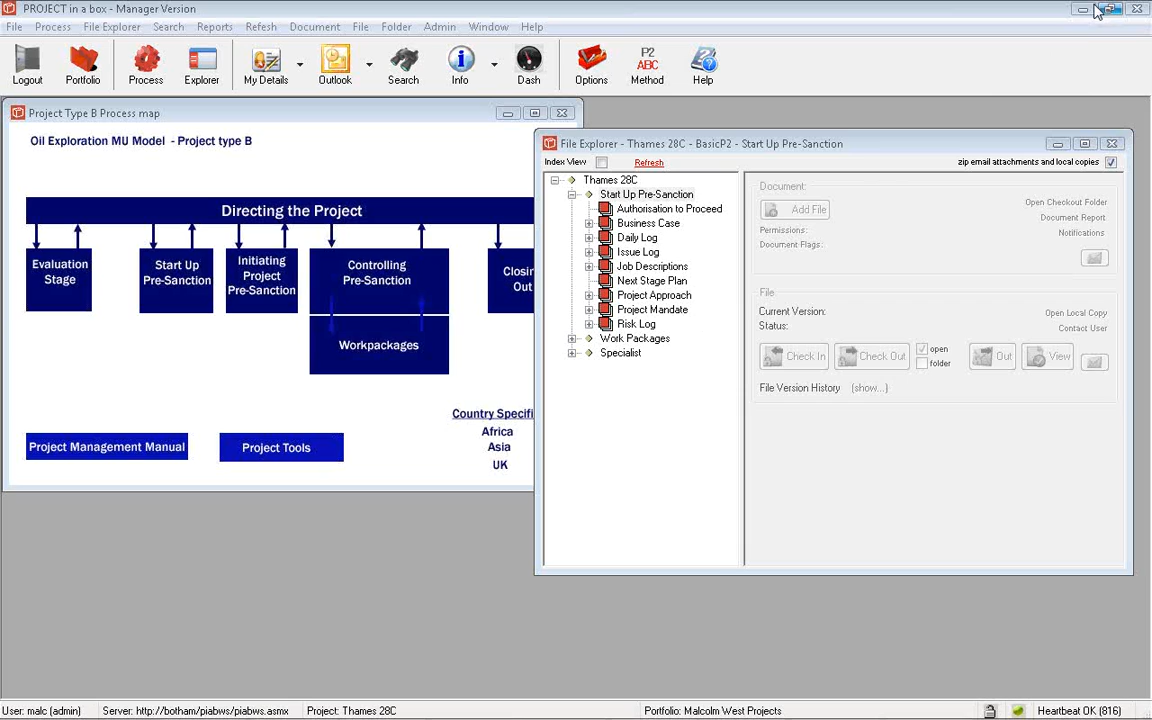 PROJECT in a box - Manager Version
File Process File Explorer Search Reports Refresh Document File Folder Admin Window Help
P2
ABC
Logout Portfolio Process Explorer My Details Outlook Search Info Dash Options Method Help
Project Type B Process map
Oil Exploration MU Model - Project type B
Directing the Project
Evaluation
Stage
Start Up
Pre-Sanction
Initiating
Project
Pre-Sanction
Controlling
Pre-Sanction
Workpackages
Closin
Out
Country Specifi
Africa
Asia
UK
Project Management Manual
Project Tools
File Explorer - Thames 28C - BasicP2 - Start Up Pre-Sanction
Index View Refresh zip email attachments and local copies
Thames 28C
Start Up Pre-Sanction
Authorisation to Proceed
Business Case
Daily Log
Issue Log
Job Descriptions
Next Stage Plan
Project Approach
Project Mandate
Risk Log
Work Packages
Specialist
Document:
Add File
Permissions:
Document Flags:
Open Checkout Folder
Document Report
Notifications
File
Current Version:
Status:
Open Local Copy
Contact User
Check In Check Out open folder Out View
File Version History (show...)
User: malc (admin) Server: http://botham/piabws/piabws.asmx Project: Thames 28C Portfolio: Malcolm West Projects Heartbeat OK (816)